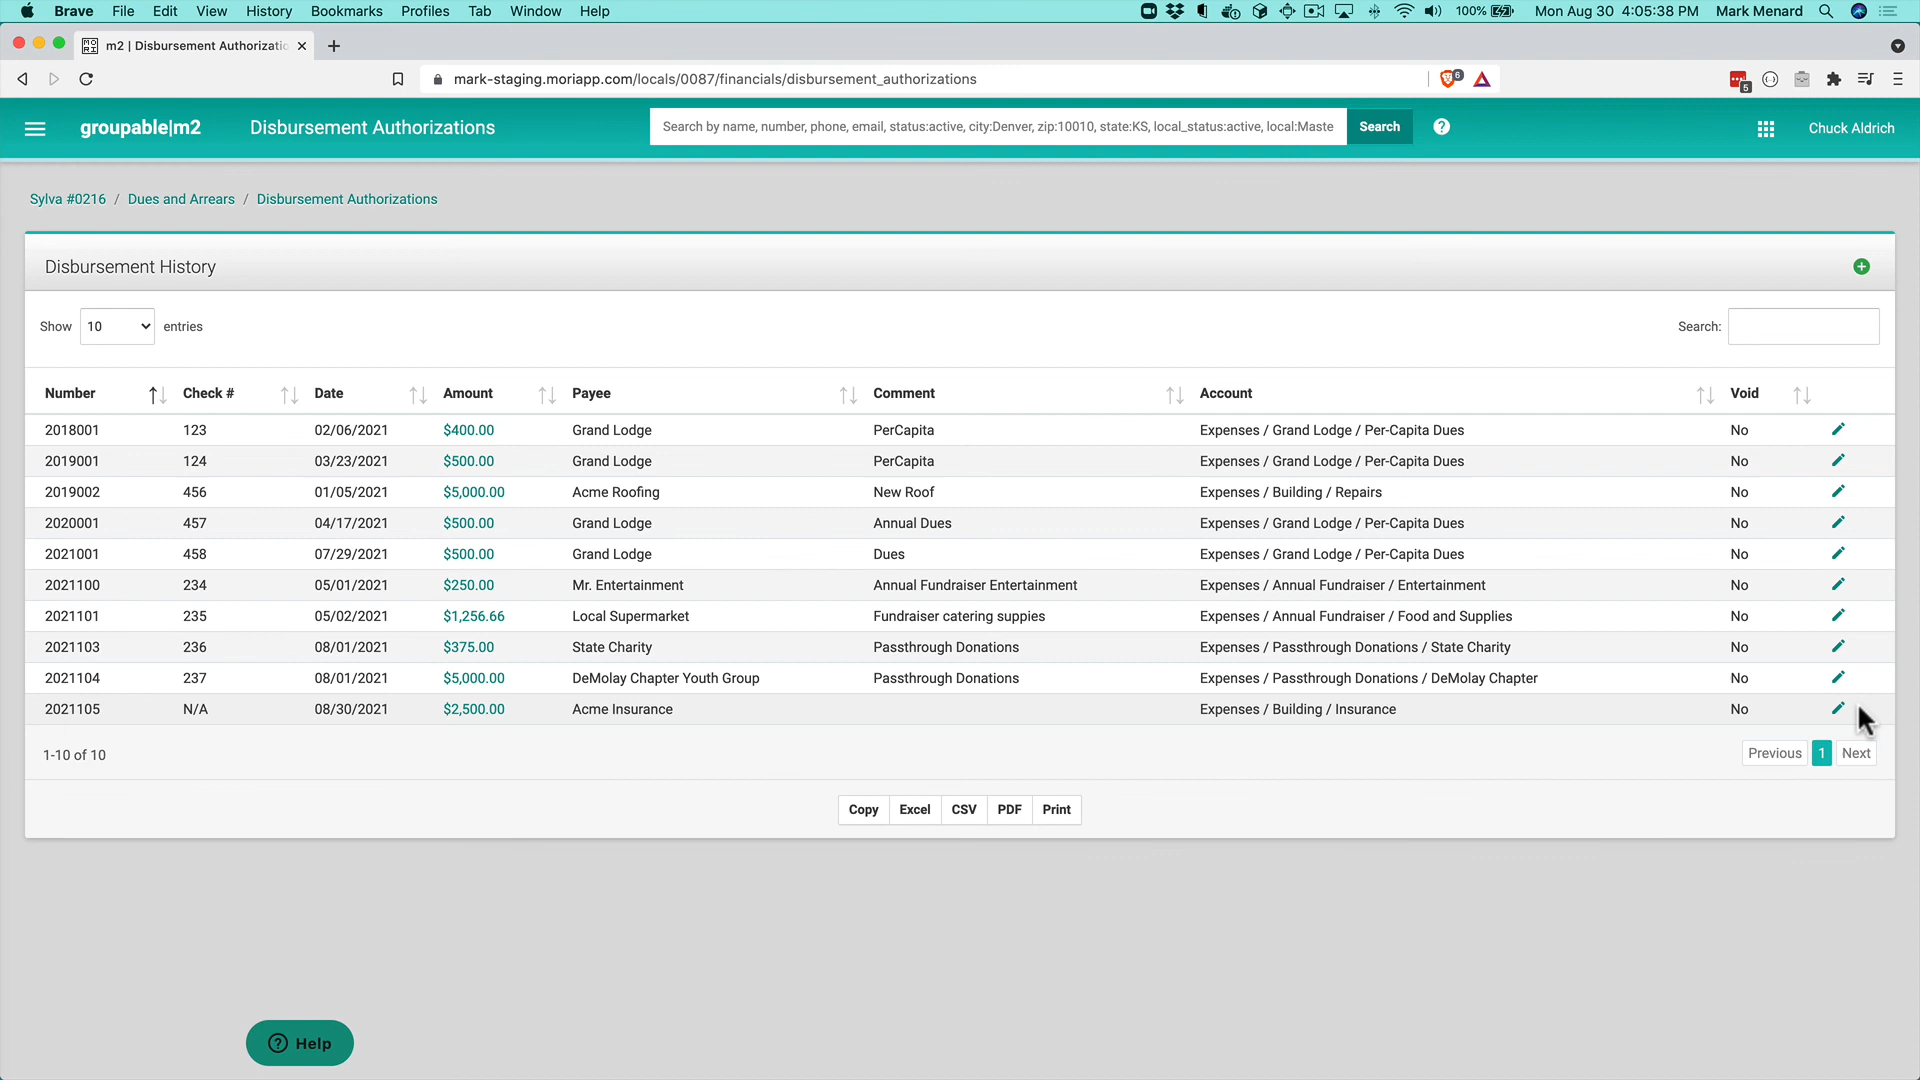 Brave File Edit View History Bookmarks Profiles Tab Window Help 100% Mon Aug 30 4:05:38 PM Mark Menard
m2 | Disbursement Authorizatio
mark-staging.moriapp.com/locals/0087/financials/disbursement_authorizations 6 5
groupable|m2 Disbursement Authorizations Search by name, number, phone, email, status:active, city:Denver, zip:10010, state:KS, local_status:active, local:Maste Search Chuck Aldrich
Sylva #0216 / Dues and Arrears / Disbursement Authorizations
Disbursement History
Show 10 entries Search:
Number Check # Date Amount Payee Comment Account Void
2018001 123 02/06/2021 $400.00 Grand Lodge PerCapita Expenses / Grand Lodge / Per-Capita Dues No
2019001 124 03/23/2021 $500.00 Grand Lodge PerCapita Expenses / Grand Lodge / Per-Capita Dues No
2019002 456 01/05/2021 $5,000.00 Acme Roofing New Roof Expenses / Building / Repairs No
2020001 457 04/17/2021 $500.00 Grand Lodge Annual Dues Expenses / Grand Lodge / Per-Capita Dues No
2021001 458 07/29/2021 $500.00 Grand Lodge Dues Expenses / Grand Lodge / Per-Capita Dues No
2021100 234 05/01/2021 $250.00 Mr. Entertainment Annual Fundraiser Entertainment Expenses / Annual Fundraiser / Entertainment No
2021101 235 05/02/2021 $1,256.66 Local Supermarket Fundraiser catering suppies Expenses / Annual Fundraiser / Food and Supplies No
2021103 236 08/01/2021 $375.00 State Charity Passthrough Donations Expenses / Passthrough Donations / State Charity No
2021104 237 08/01/2021 $5,000.00 DeMolay Chapter Youth Group Passthrough Donations Expenses / Passthrough Donations / DeMolay Chapter No
2021105 N/A 08/30/2021 $2,500.00 Acme Insurance Expenses / Building / Insurance No
1-10 of 10 Previous 1 Next
Copy Excel CSV PDF Print
Help